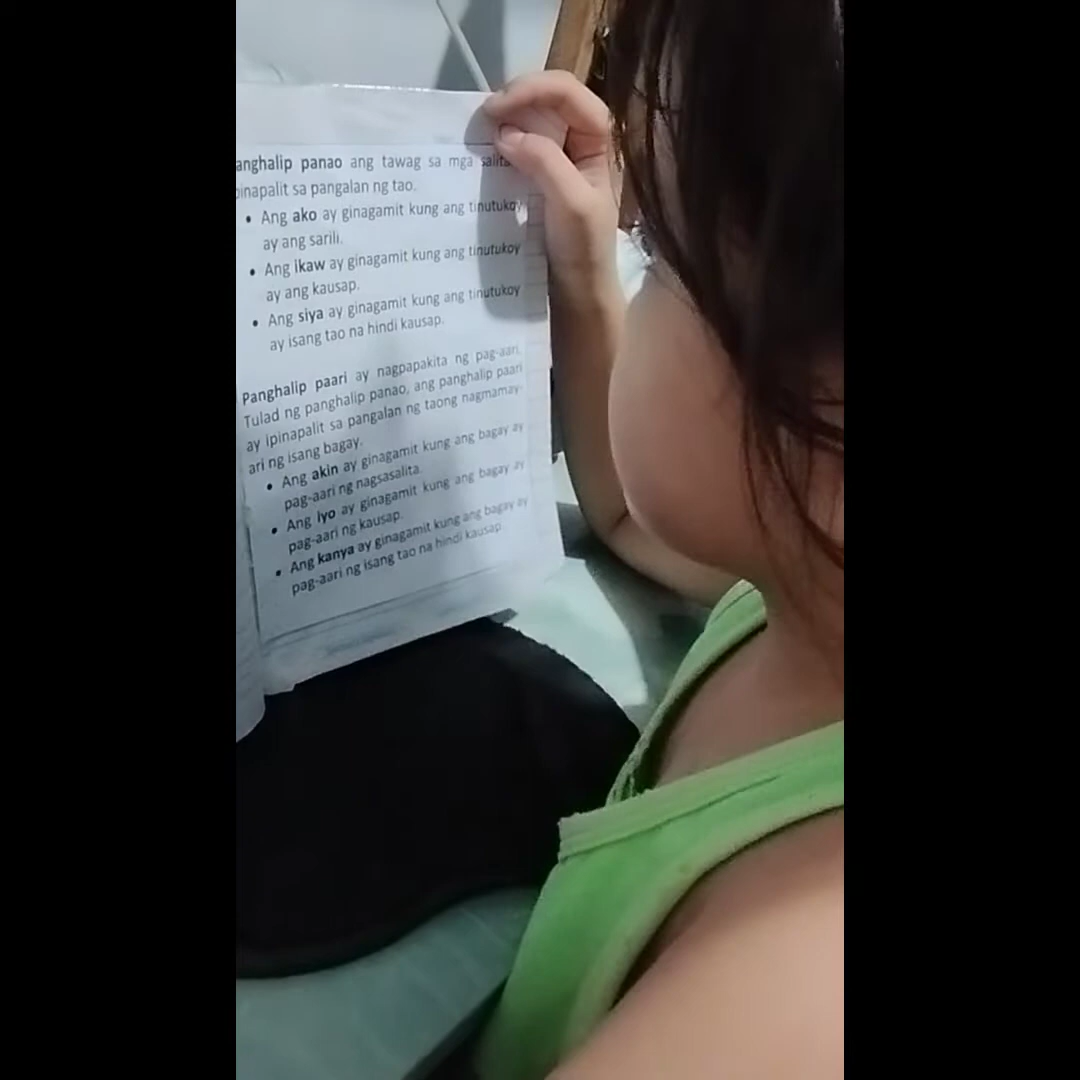 anghalip panao ang tawag sa mga salita
pinapalit sa pangalan ng tao.
• Ang ako ay ginagamit kung ang tinutukoy
ay ang sarili.
• Ang ikaw ay ginagamit kung ang tinutukoy
ay ang kausap.
• Ang siya ay ginagamit kung ang tinutukoy
ay isang tao na hindi kausap.
Panghalip paari ay nagpapakita ng pag-aari.
Tulad ng panghalip panao, ang panghalip paari
ay ipinapalit sa pangalan ng taong nagmamay-
ari ng isang bagay.
• Ang akin ay ginagamit kung ang bagay ay
pag-aari ng nagsasalita.
• Ang iyo ay ginagamit kung ang bagay ay
pag-aari ng kausap.
• Ang kanya ay ginagamit kung ang bagay ay
pag-aari ng isang tao na hindi kausap.